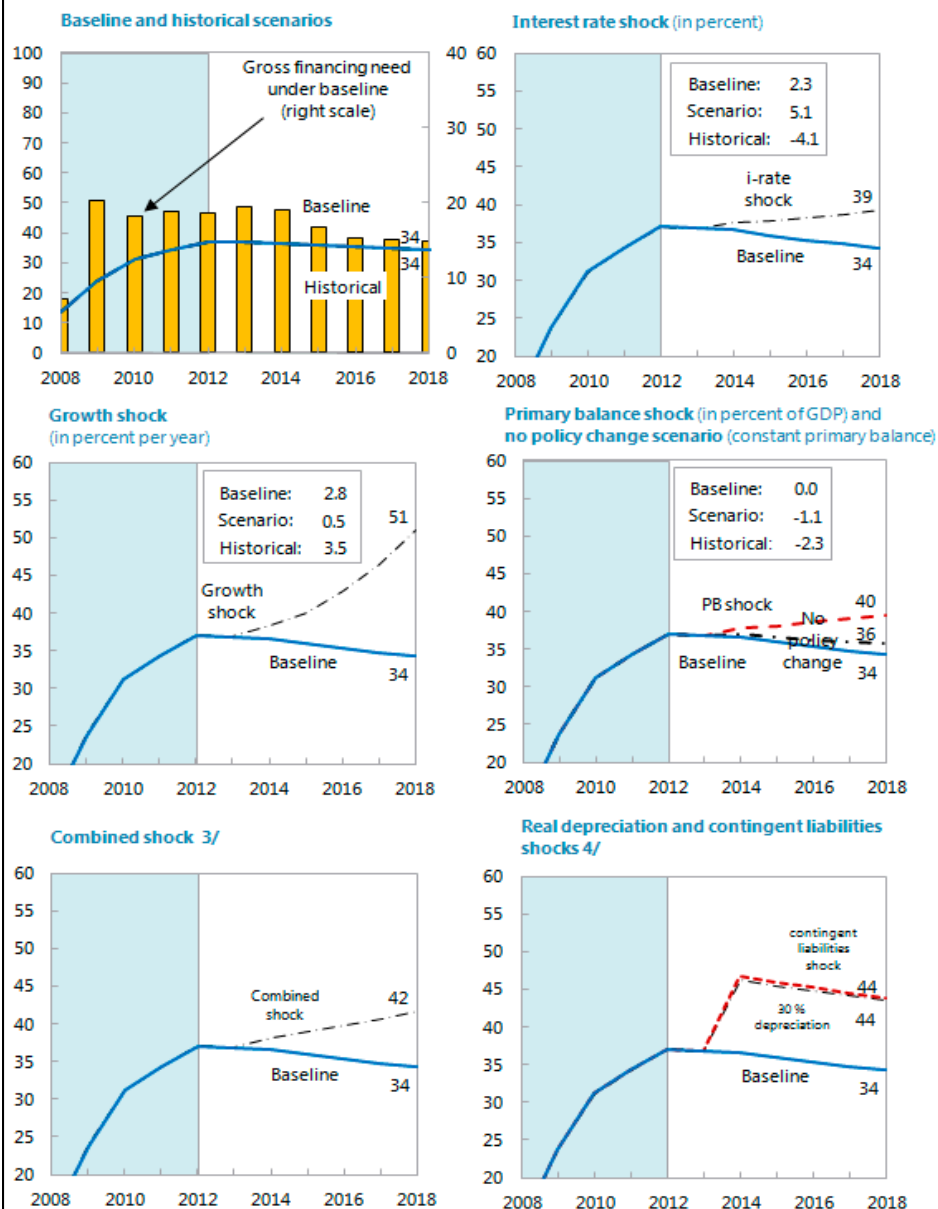 Baseline and historical scenarios
100
90
80
70
60
50
40
30
20
10
0
40
30
20
10
0
Gross financing need
under baseline
(right scale)
Baseline
34
34
Historical
2008 2010 2012 2014 2016 2018
Interest rate shock (in percent)
60
55
50
45
40
35
30
25
20
Baseline: 2.3
Scenario: 5.1
Historical: -4.1
i-rate
shock
39
Baseline
34
2008 2010 2012 2014 2016 2018
Growth shock
(in percent per year)
60
55
50
45
40
35
30
25
20
Baseline: 2.8
Scenario: 0.5
Historical: 3.5
51
Growth
shock
Baseline
34
2008 2010 2012 2014 2016 2018
Primary balance shock (in percent of GDP) and
no policy change scenario (constant primary balance)
60
55
50
45
40
35
30
25
20
Baseline: 0.0
Scenario: -1.1
Historical: -2.3
PB shock
40
No
policy
change
36
Baseline
34
2008 2010 2012 2014 2016 2018
Combined shock 3/
60
55
50
45
40
35
30
25
20
Combined
shock
42
Baseline
34
2008 2010 2012 2014 2016 2018
Real depreciation and contingent liabilities
shocks 4/
60
55
50
45
40
35
30
25
20
contingent
liabilities
shock
44
30 %
depreciation
44
Baseline
34
2008 2010 2012 2014 2016 2018